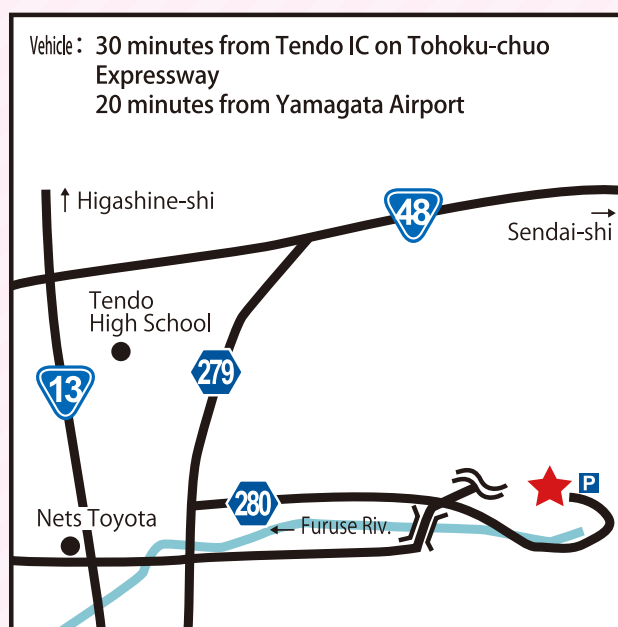 Vehicle: 30 minutes from Tendo IC on Tohoku-chuo
Expressway
20 minutes from Yamagata Airport
↑ Higashine-shi
48
→
Sendai-shi
Tendo
High School
279
13
P
280
Nets Toyota
← Furuse Riv.